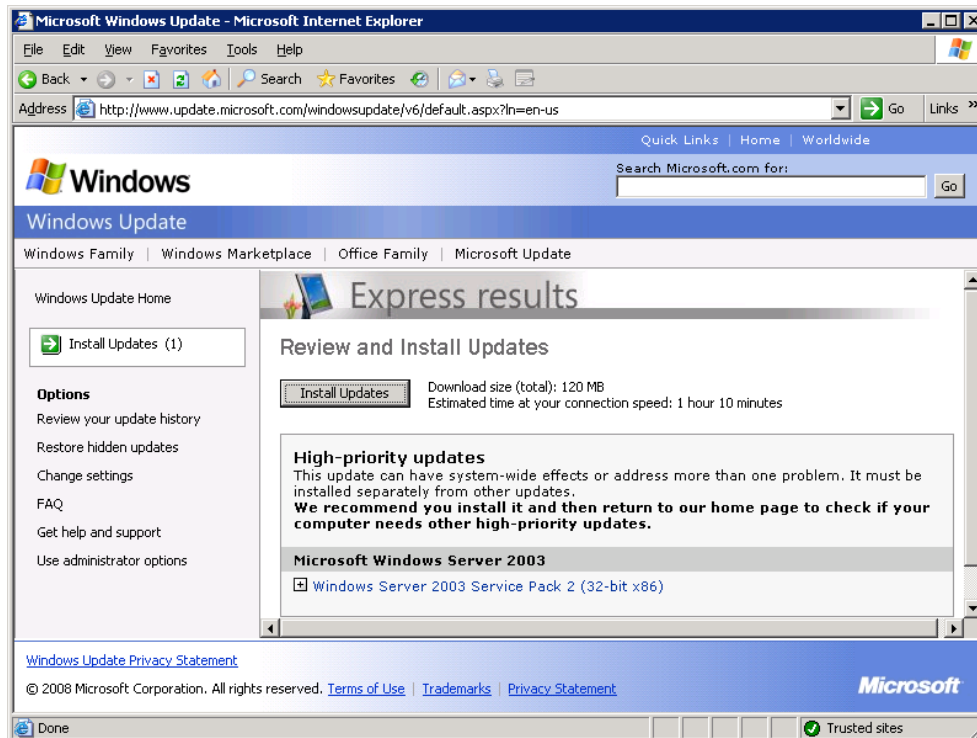 Microsoft Windows Update - Microsoft Internet Explorer
File Edit View Favorites Tools Help
Back Search Favorites
Address http://www.update.microsoft.com/windowsupdate/v6/default.aspx?ln=en-us Go Links »
Quick Links | Home | Worldwide
Windows
Search Microsoft.com for:
Go
Windows Update
Windows Family | Windows Marketplace | Office Family | Microsoft Update
Windows Update Home
Install Updates (1)
Options
Review your update history
Restore hidden updates
Change settings
FAQ
Get help and support
Use administrator options
Express results
Review and Install Updates
Install Updates
Download size (total): 120 MB
Estimated time at your connection speed: 1 hour 10 minutes
High-priority updates
This update can have system-wide effects or address more than one problem. It must be
installed separately from other updates.
We recommend you install it and then return to our home page to check if your
computer needs other high-priority updates.
Microsoft Windows Server 2003
Windows Server 2003 Service Pack 2 (32-bit x86)
Windows Update Privacy Statement
© 2008 Microsoft Corporation. All rights reserved. Terms of Use | Trademarks | Privacy Statement
Microsoft
Done
Trusted sites